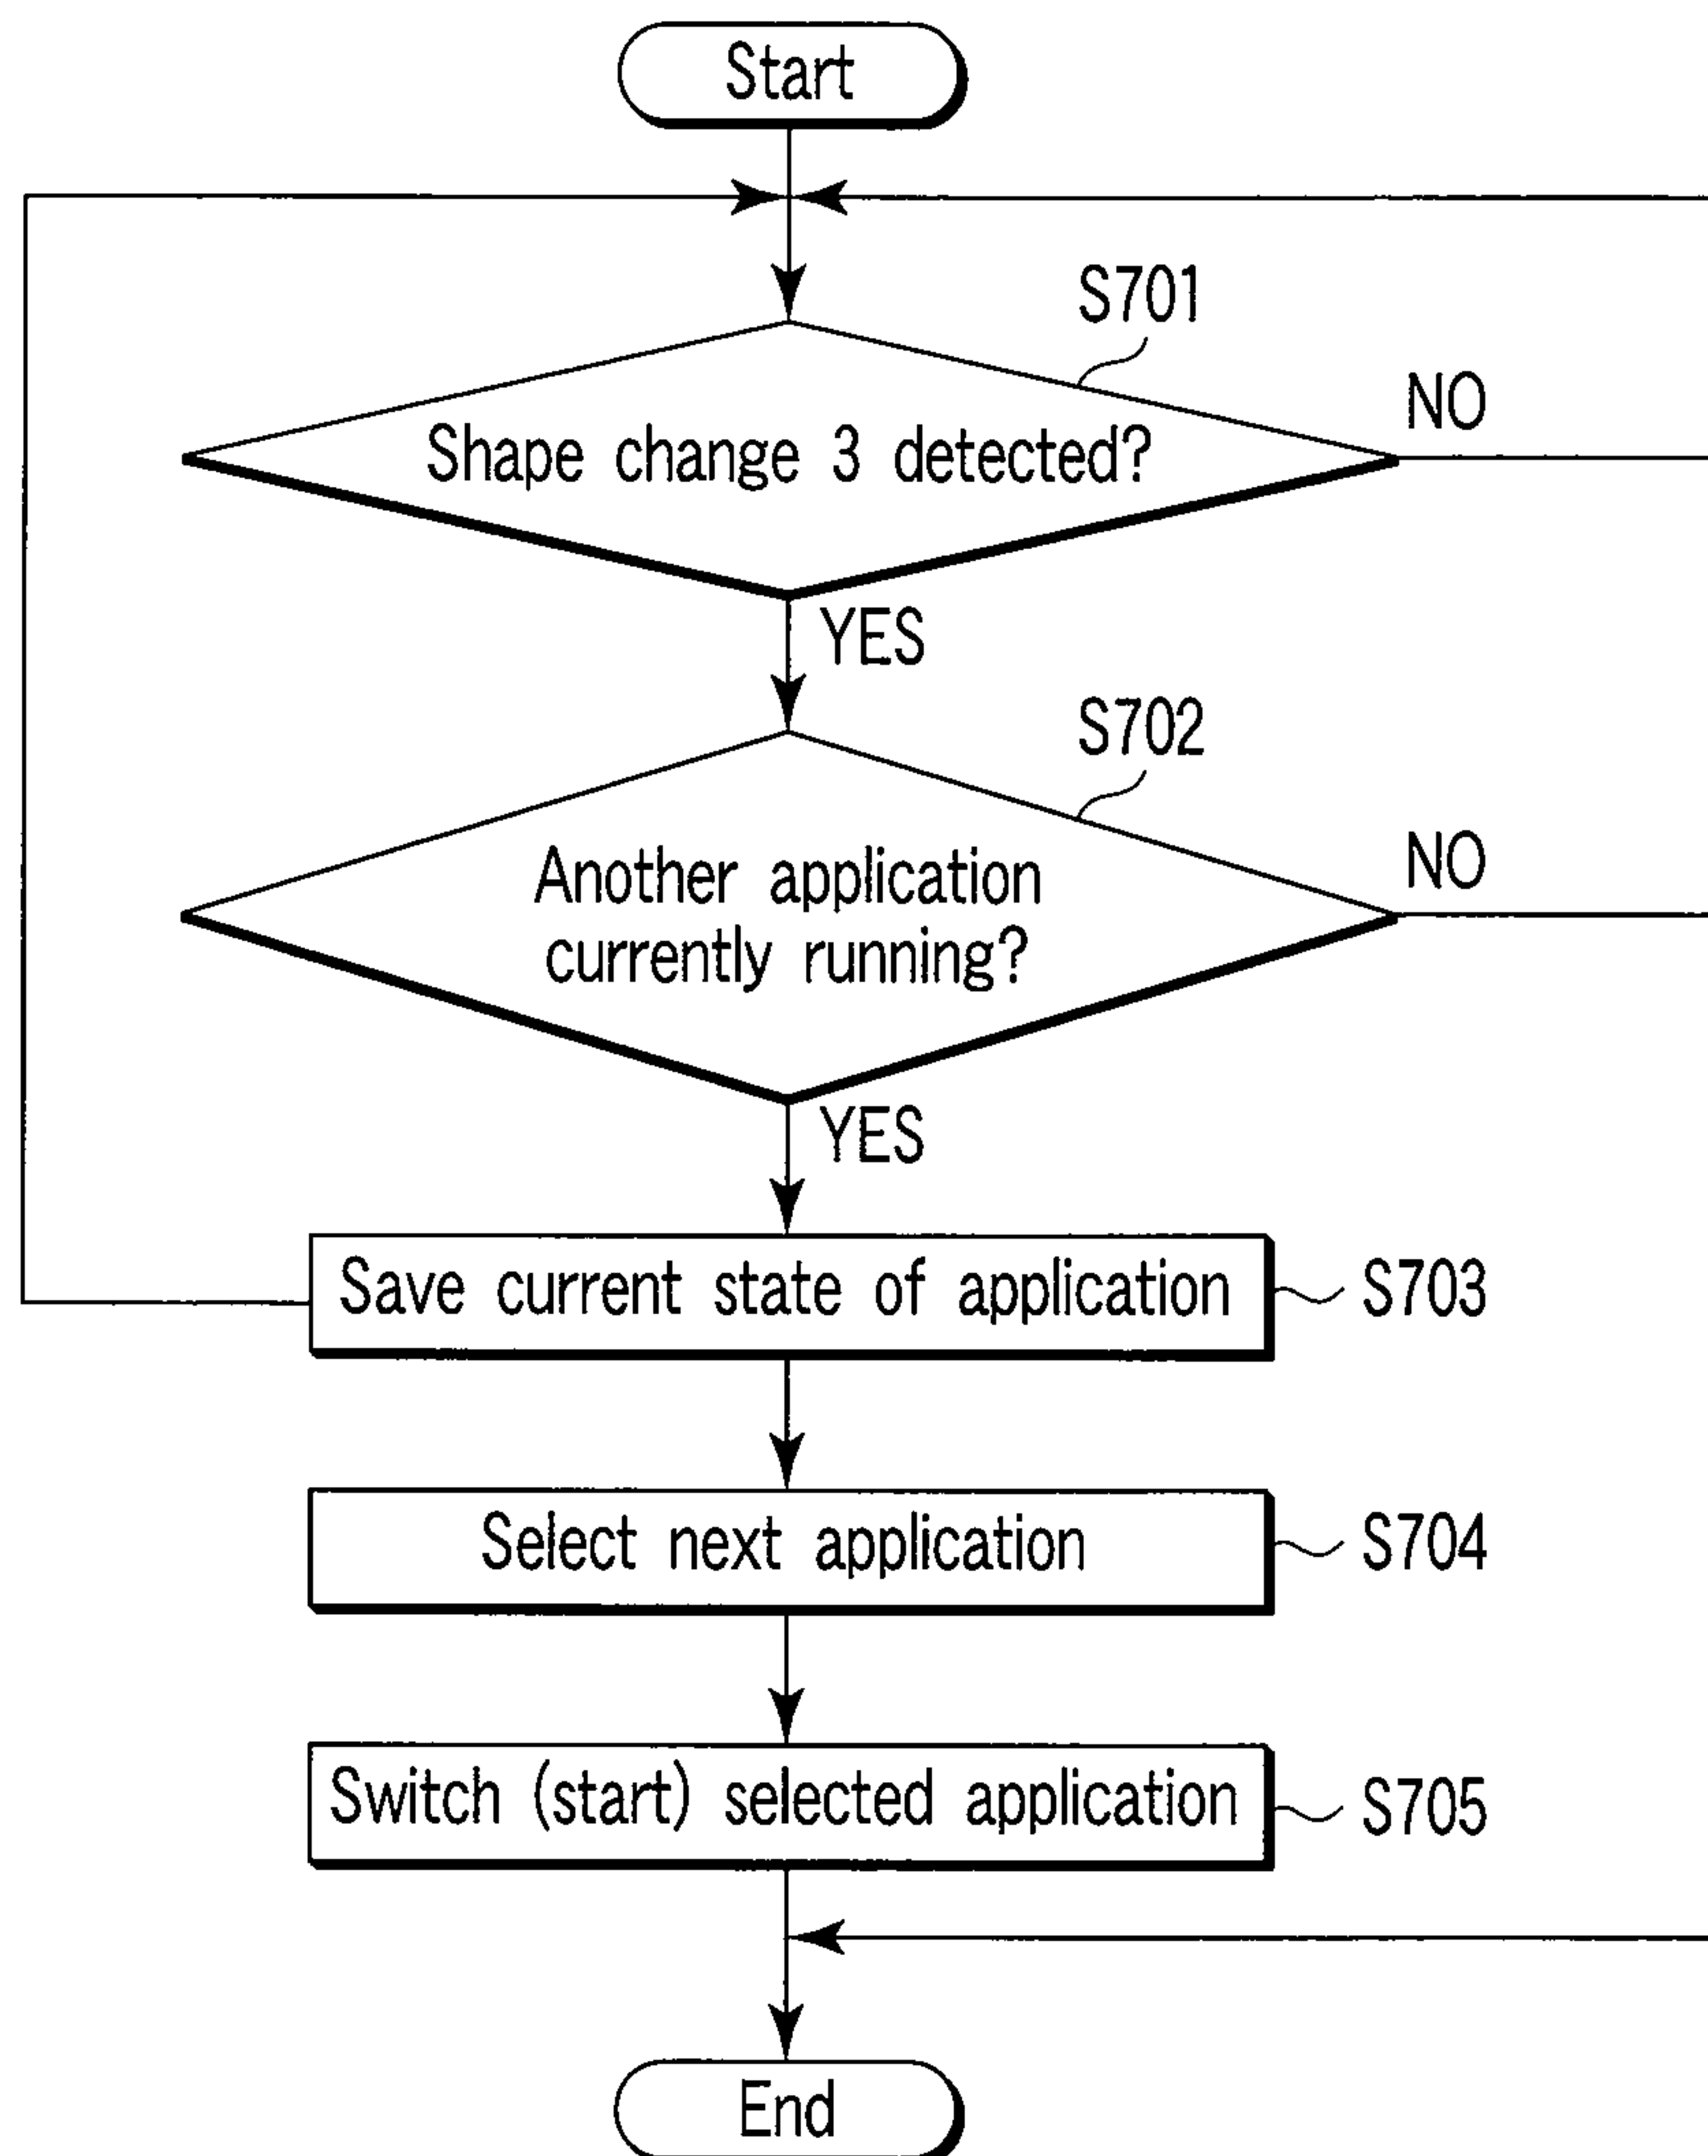 Start
S701
NO
Shape change 3 detected?
YES
S702
NO
Another application
currently running?
YES
Save current state of application
S703
Select next application
S704
Switch (start) selected application
S705
End